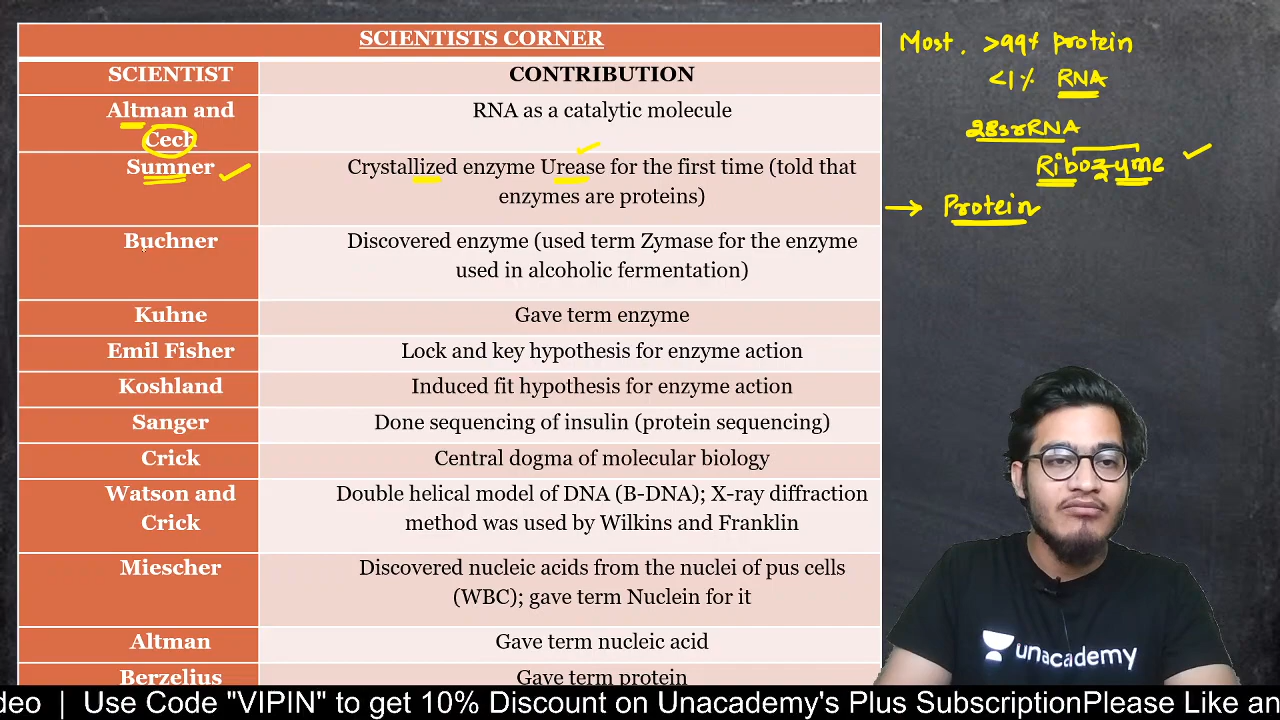 SCIENTISTS CORNER
SCIENTIST
CONTRIBUTION
Altman and
Cech
RNA as a catalytic molecule
Sumner
Crystallized enzyme Urease for the first time (told that
enzymes are proteins)
Buchner
Discovered enzyme (used term Zymase for the enzyme
used in alcoholic fermentation)
Kuhne
Gave term enzyme
Emil Fisher
Lock and key hypothesis for enzyme action
Koshland
Induced fit hypothesis for enzyme action
Sanger
Done sequencing of insulin (protein sequencing)
Crick
Central dogma of molecular biology
Watson and
Crick
Double helical model of DNA (B-DNA); X-ray diffraction
method was used by Wilkins and Franklin
Miescher
Discovered nucleic acids from the nuclei of pus cells
(WBC); gave term Nuclein for it
Altman
Gave term nucleic acid
Berzelius
Gave term protein
Most. >99% protein
<1% RNA
Ribozyme
→ Protein
unacademy
deo | Use Code "VIPIN" to get 10% Discount on Unacademy's Plus SubscriptionPlease Like an